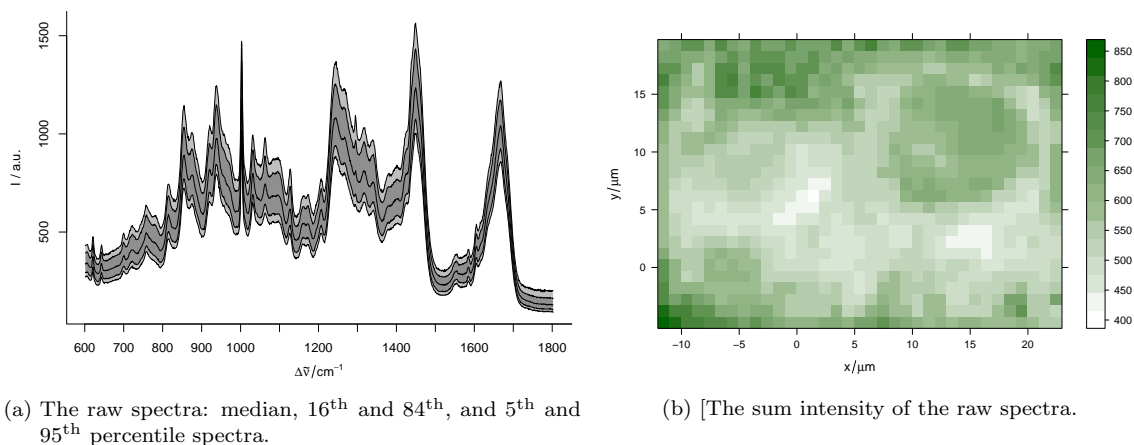 1500
1000
500
I / a.u.
600 700 800 1000 1200 1400 1600 1800
Δν̃/cm⁻¹
(a) The raw spectra: median, 16th and 84th, and 5th and
95th percentile spectra.
15
10
5
0
y/μm
−10 −5 0 5 10 15 20
x/μm
850
800
750
700
650
600
550
500
450
400
(b) [The sum intensity of the raw spectra.